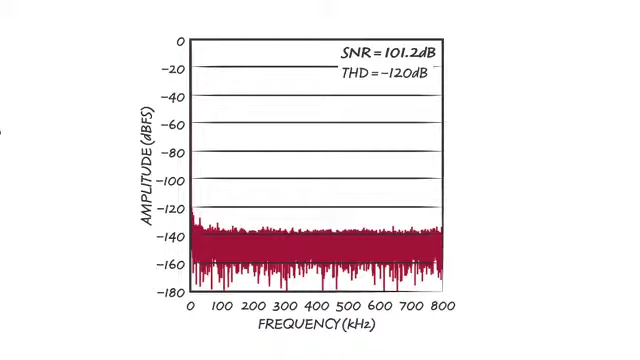 SNR = 101.2dB
THD = -120dB
AMPLITUDE (dBFS)
0
-20
-40
-60
-80
-100
-120
-140
-160
-180
0 100 200 300 400 500 600 700 800
FREQUENCY (kHz)